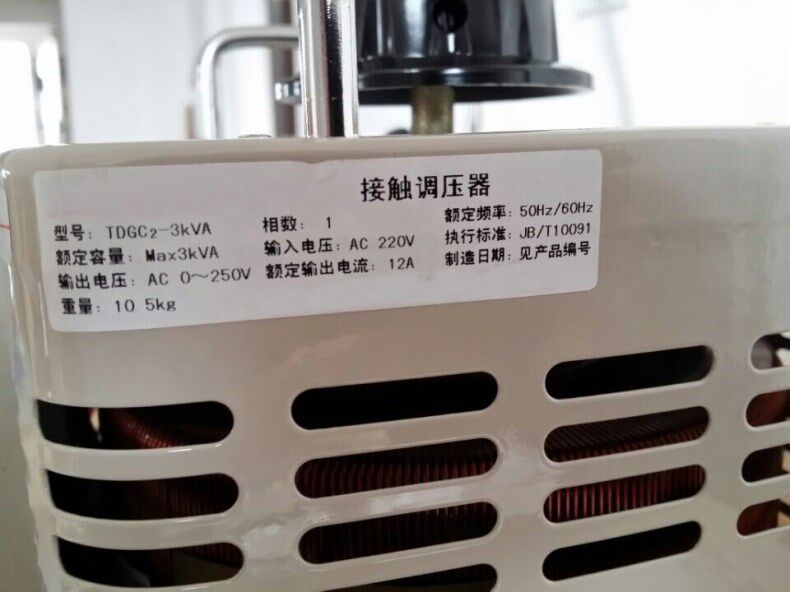 接触调压器
型号: TDGC2-3kVA 相数: 1 额定频率: 50Hz/60Hz
额定容量: Max3kVA 输入电压: AC 220V 执行标准: JB/T10091
输出电压: AC 0～250V 额定输出电流: 12A 制造日期: 见产品编号
重量: 10 5kg